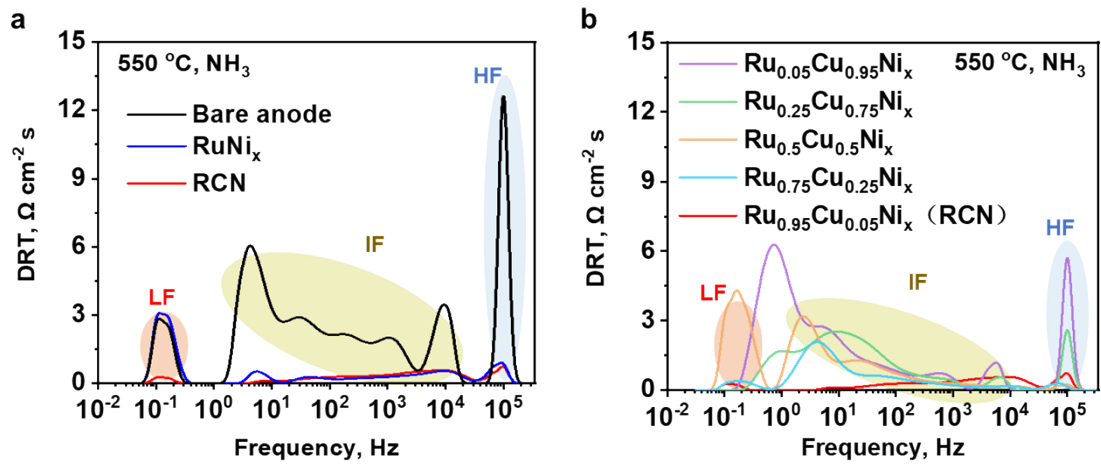 a
15
12
9
6
3
0
DRT, Ω cm⁻² s
550 °C, NH₃
Bare anode
RuNiₓ
RCN
LF
IF
HF
10⁻² 10⁻¹ 10⁰ 10¹ 10² 10³ 10⁴ 10⁵
Frequency, Hz
b
15
12
9
6
3
0
DRT, Ω cm⁻² s
550 °C, NH₃
Ru₀.₀₅Cu₀.₉₅Niₓ
Ru₀.₂₅Cu₀.₇₅Niₓ
Ru₀.₅Cu₀.₅Niₓ
Ru₀.₇₅Cu₀.₂₅Niₓ
Ru₀.₉₅Cu₀.₀₅Niₓ（RCN）
LF
IF
HF
10⁻² 10⁻¹ 10⁰ 10¹ 10² 10³ 10⁴ 10⁵
Frequency, Hz